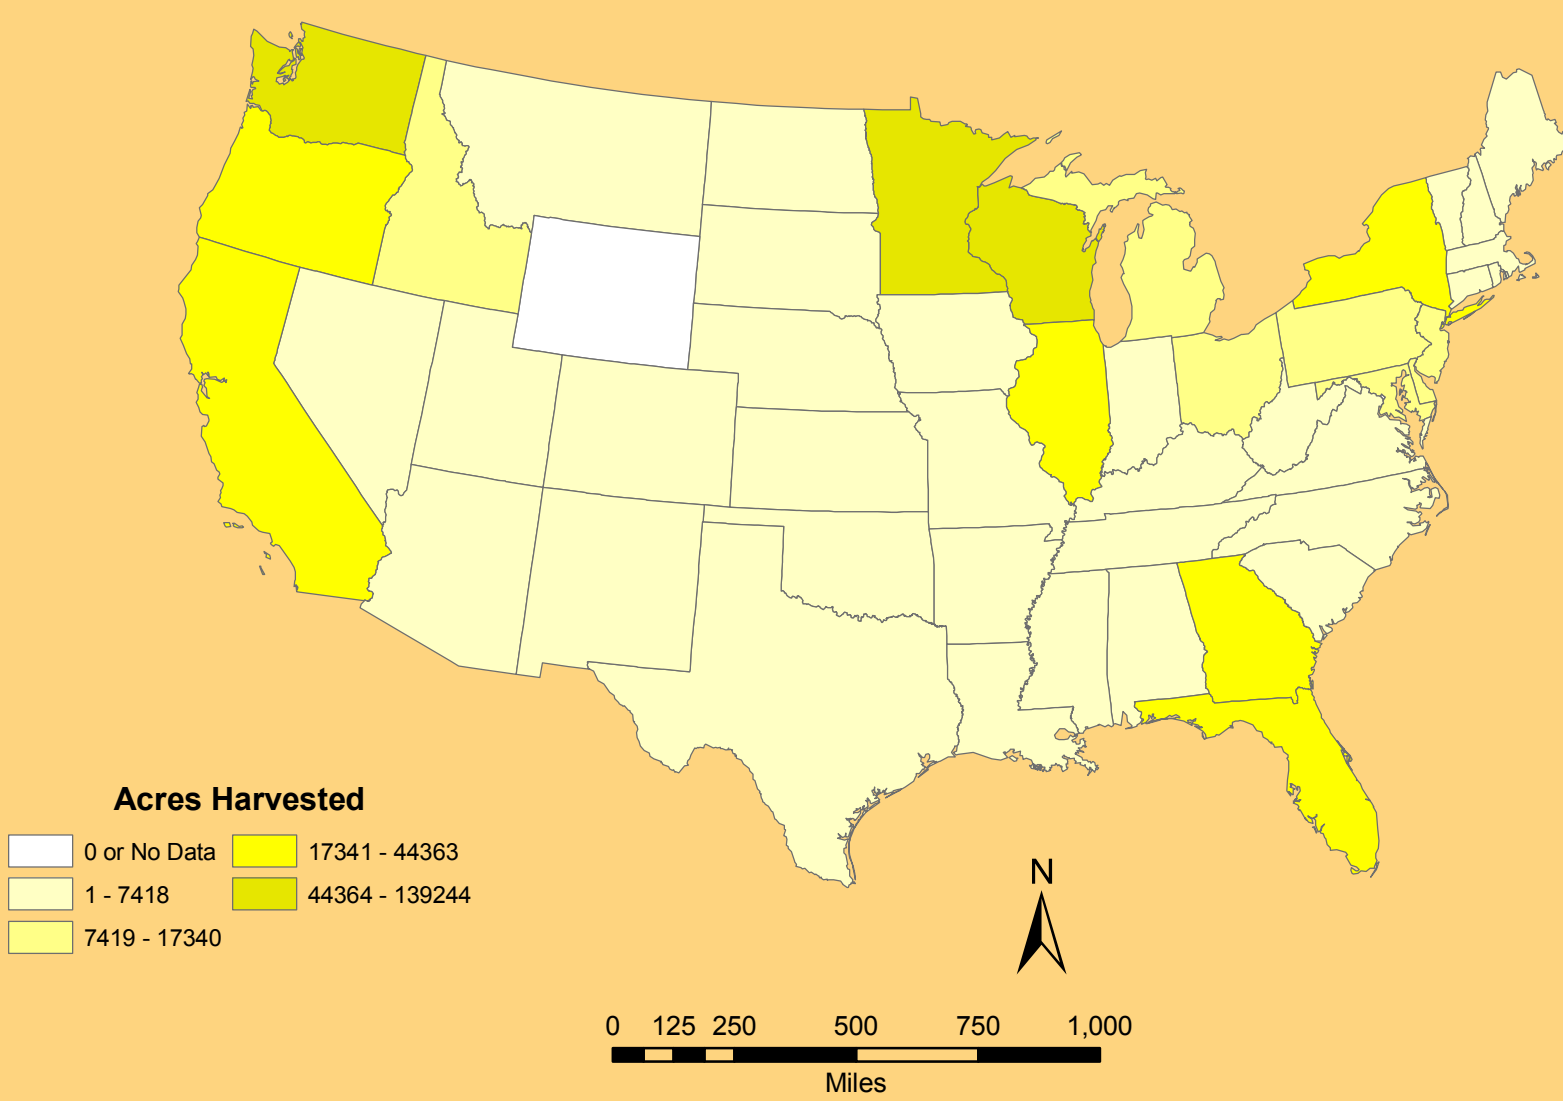 Acres Harvested
0 or No Data
17341 - 44363
1 - 7418
44364 - 139244
7419 - 17340
N
0 125 250 500 750 1,000
Miles